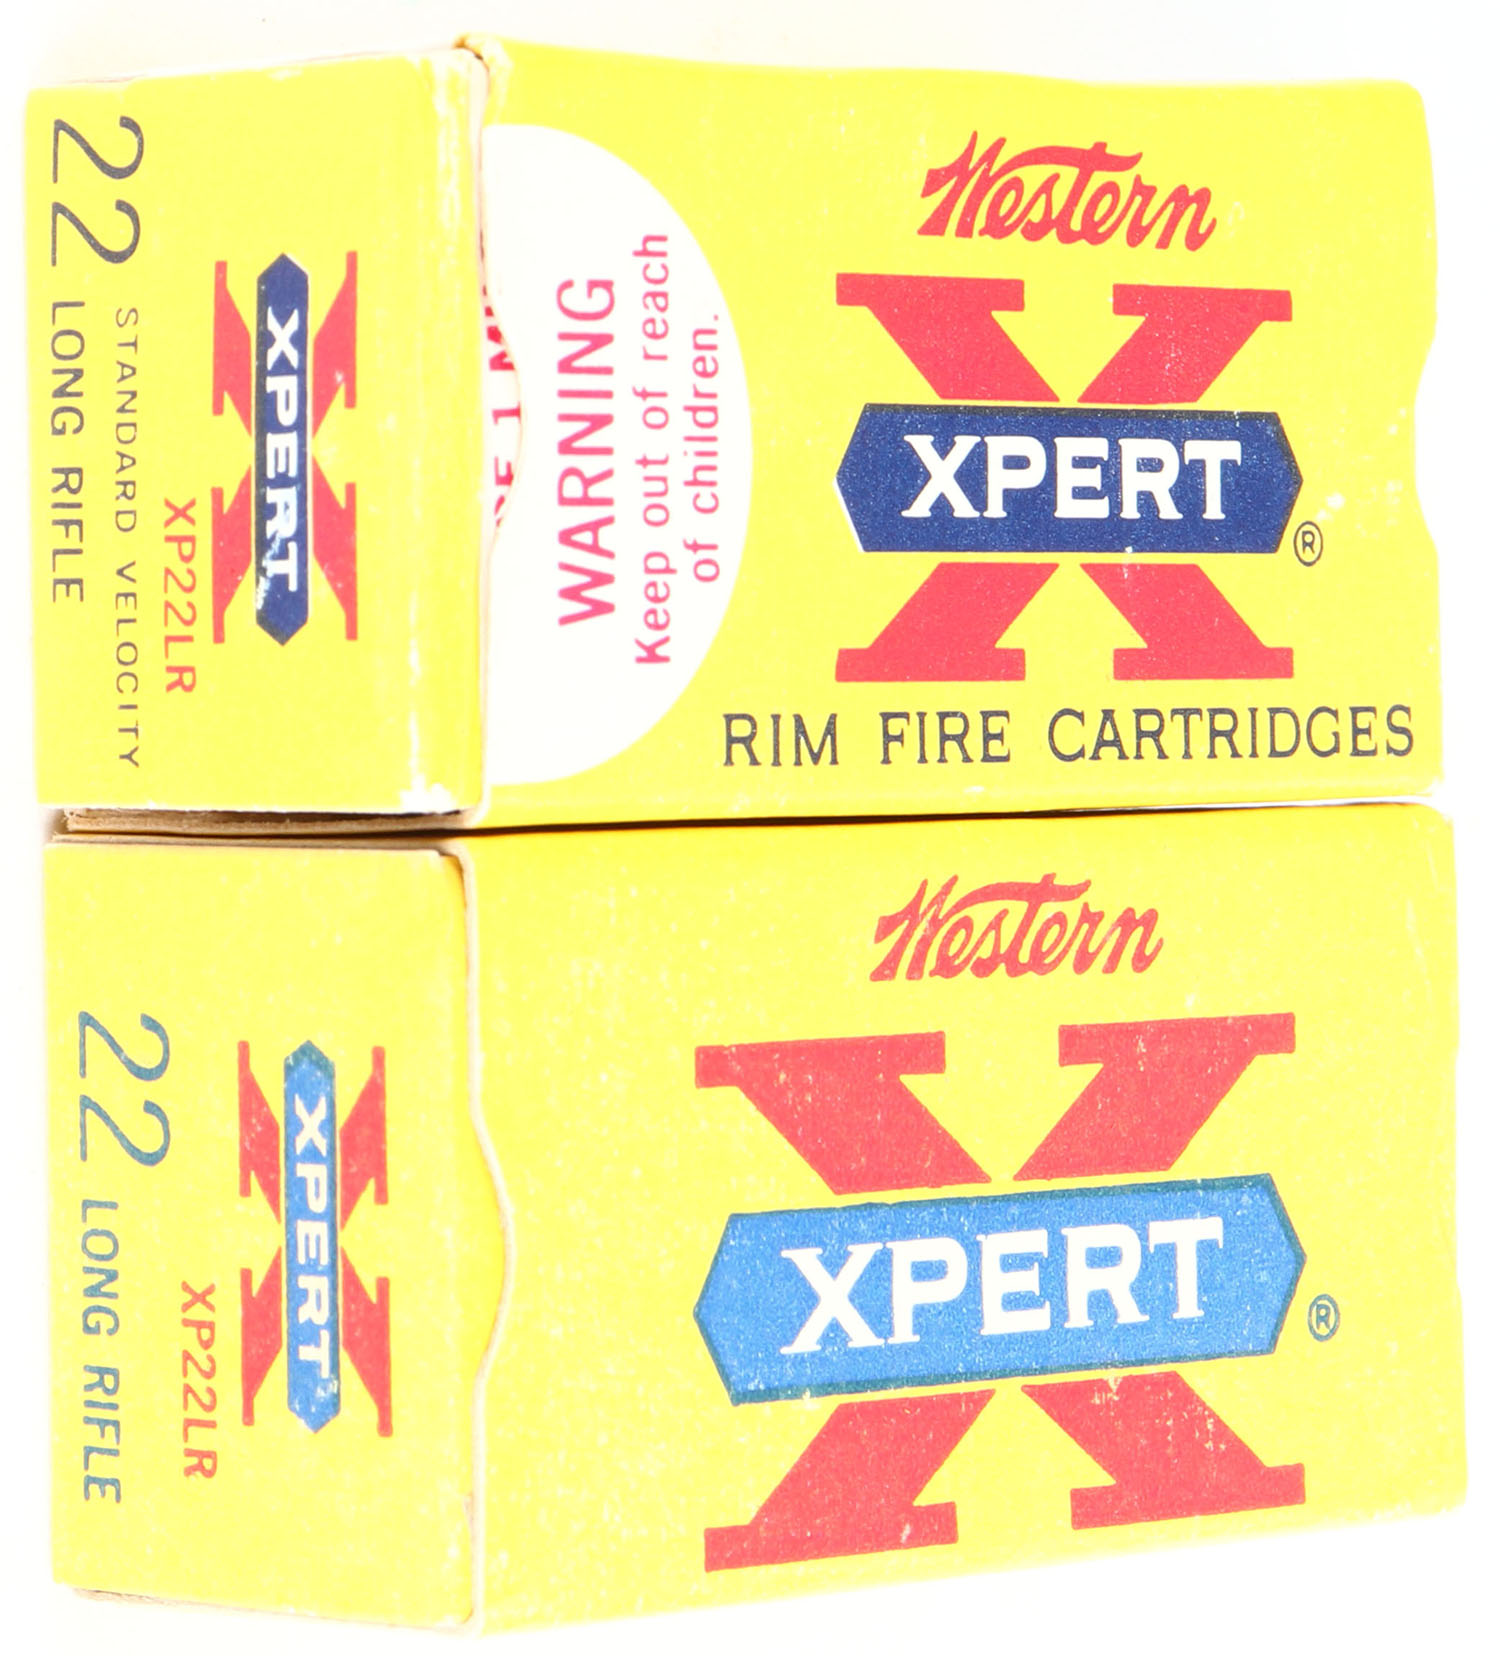 22 LONG RIFLE
STANDARD VELOCITY
XP22LR
XPERT
WARNING
Keep out of reach
of children.
Western
XPERT
®
RIM FIRE CARTRIDGES
22 LONG RIFLE
XP22LR
XPERT
Western
XPERT
®